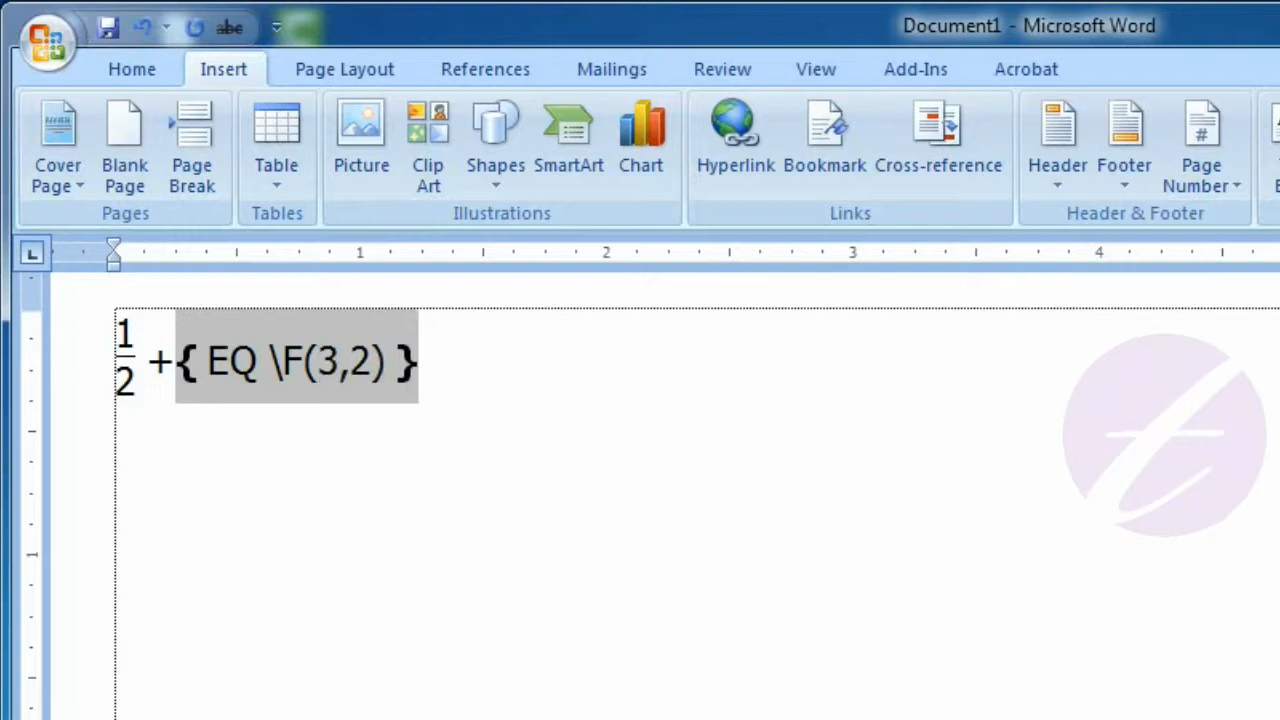 abc
Document1 - Microsoft Word
Home Insert Page Layout References Mailings Review View Add-Ins Acrobat
Cover Page
Blank Page
Page Break
Table
Picture
Clip Art
Shapes
SmartArt
Chart
Hyperlink
Bookmark
Cross-reference
Header
Footer
Page Number
Pages Tables Illustrations Links Header & Footer
L 1 2 3 4
1
2
+{ EQ \F(3,2) }
1